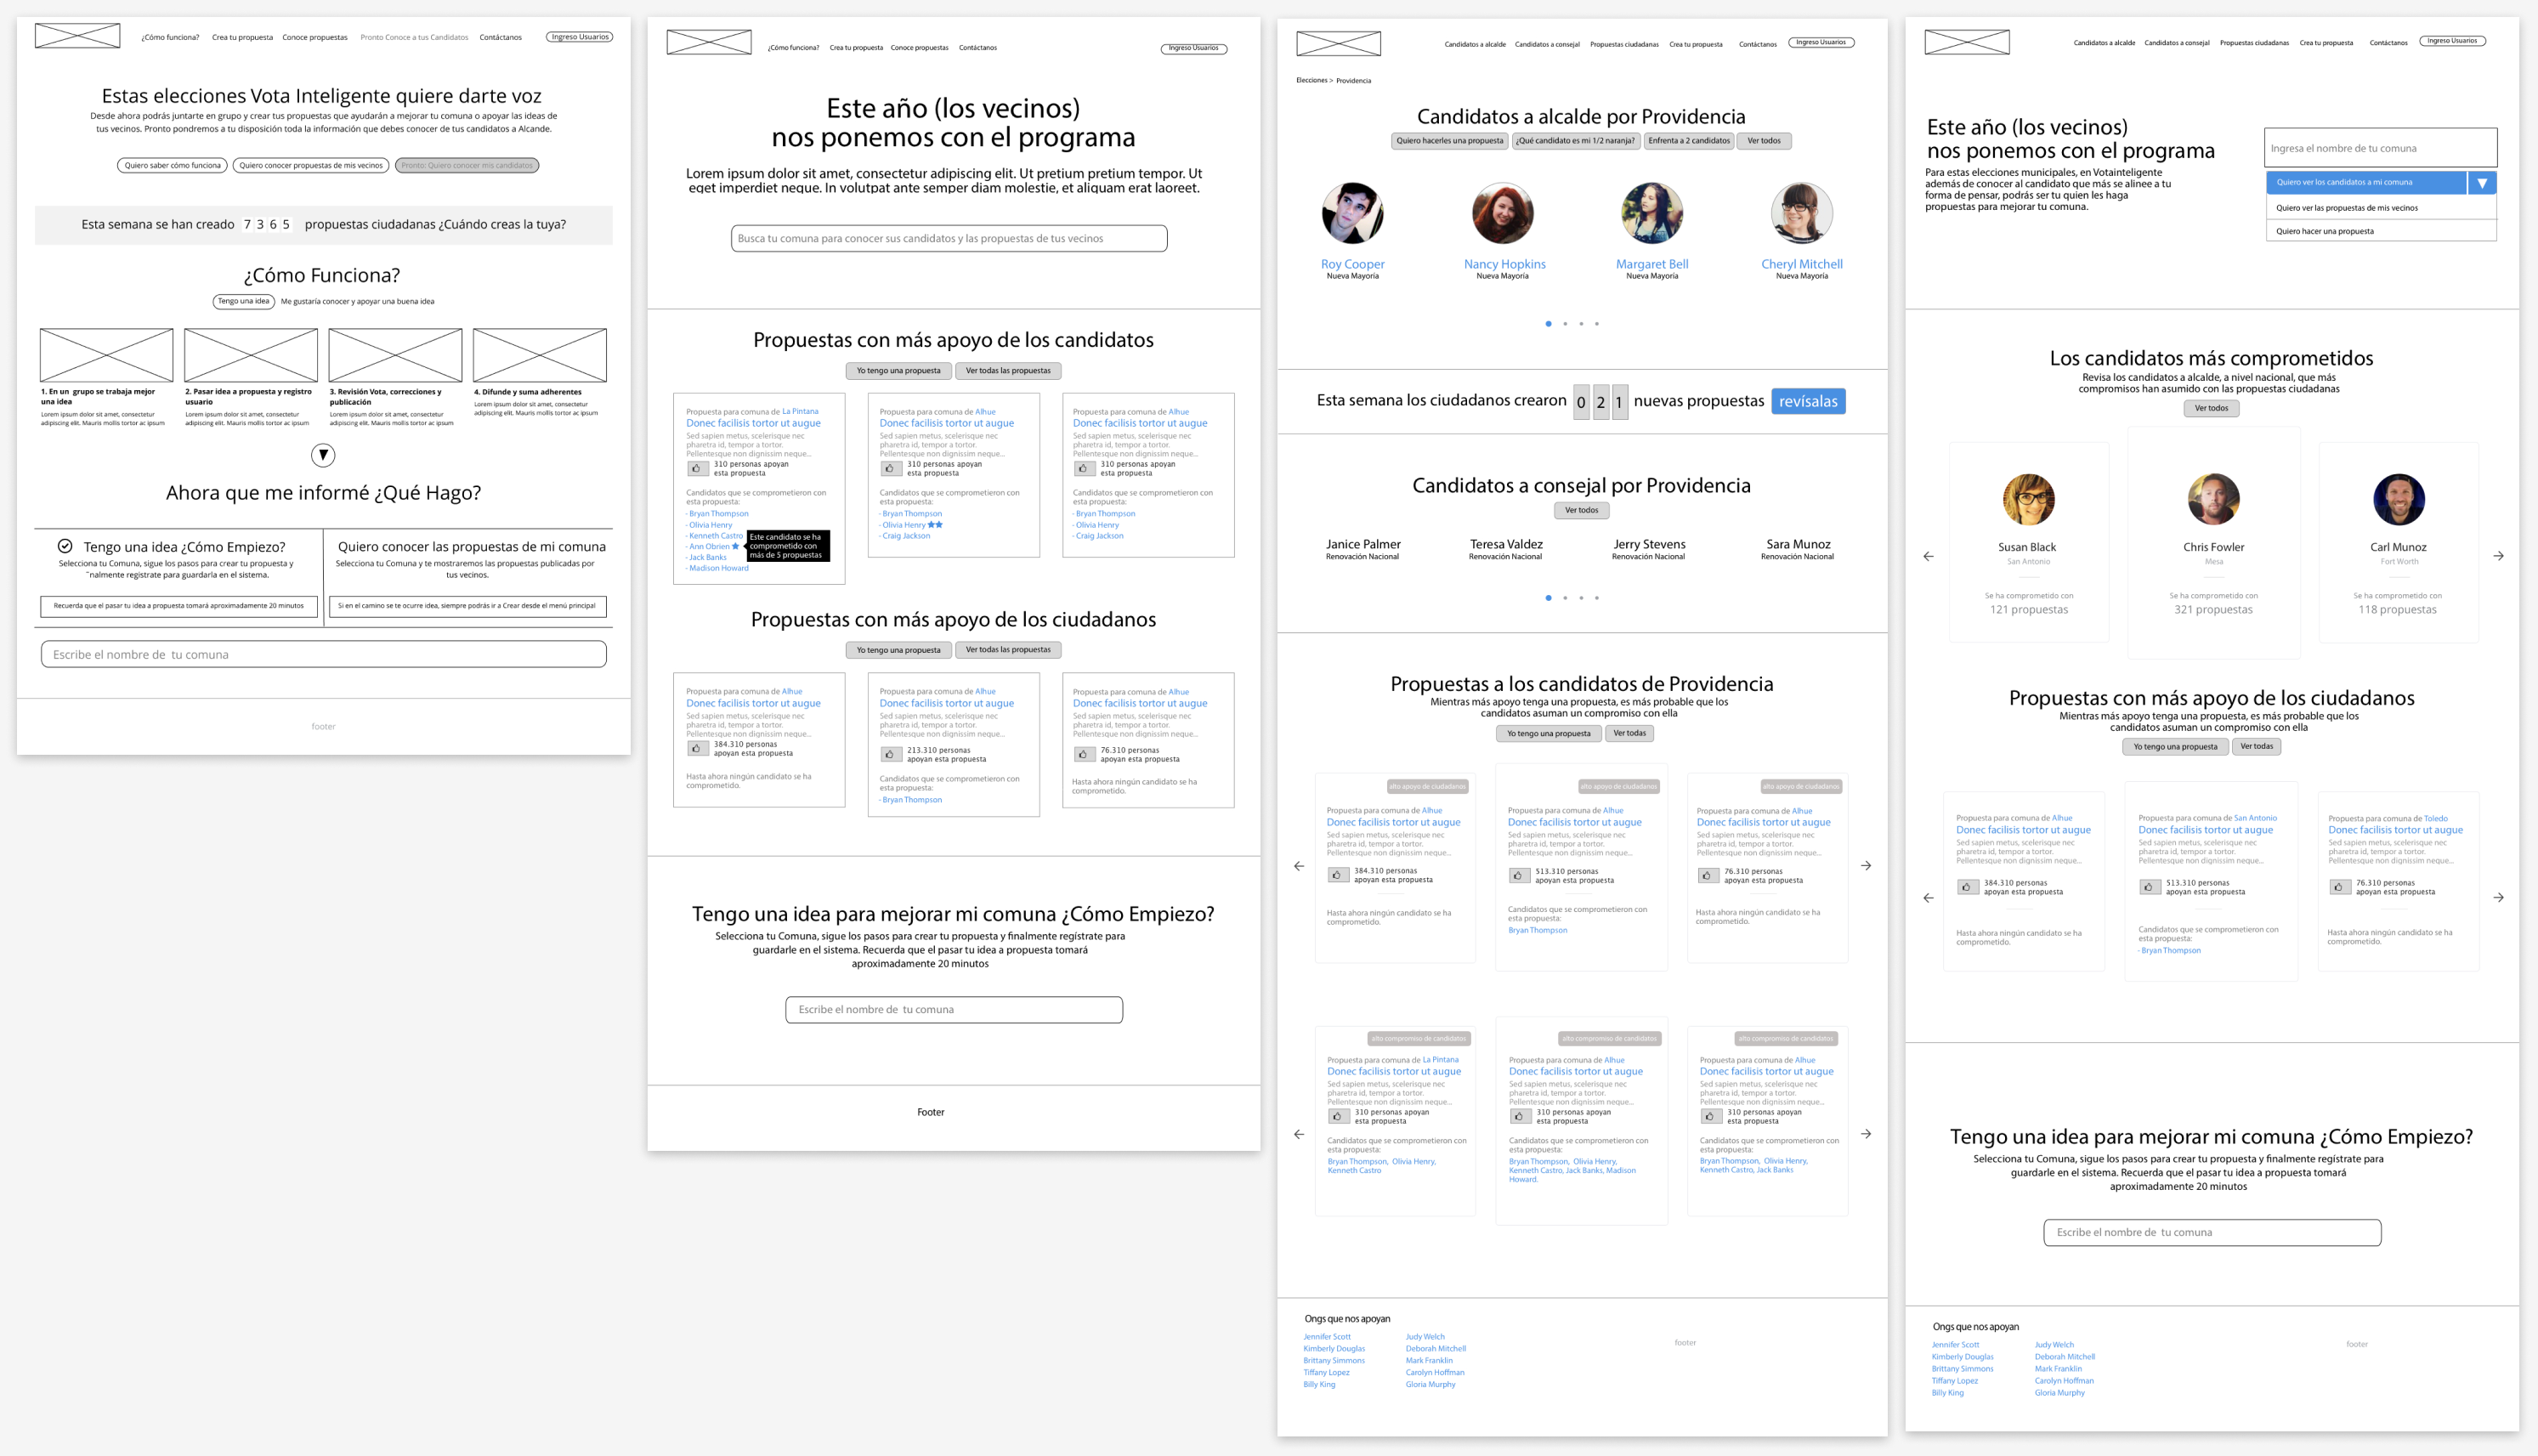 ¿Cómo funciona? Crea tu propuesta Conoce propuestas Pronto Conoce a tus Candidatos Contáctanos Ingreso Usuarios
Estas elecciones Vota Inteligente quiere darte voz
Desde ahora podrás juntarte en grupo y crear tus propuestas que ayudarán a mejorar tu comuna o apoyar las ideas de
tus vecinos. Pronto pondremos a tu disposición toda la información que debes conocer de tus candidatos a Alcande.
Quiero saber cómo funciona Quiero conocer propuestas de mis vecinos Pronto: Quiero conocer mis candidatos
Esta semana se han creado 7 3 6 5 propuestas ciudadanas ¿Cuándo creas la tuya?
¿Cómo Funciona?
Tengo una idea Me gustaría conocer y apoyar una buena idea
1. En un grupo se trabaja mejor
una idea
Lorem ipsum dolor sit amet, consectetur
adipiscing elit. Mauris mollis tortor ac ipsum
2. Pasar idea a propuesta y registro
usuario
Lorem ipsum dolor sit amet, consectetur
adipiscing elit. Mauris mollis tortor ac ipsum
3. Revisión Vota, correcciones y
publicación
Lorem ipsum dolor sit amet, consectetur
adipiscing elit. Mauris mollis tortor ac ipsum
4. Difunde y suma adherentes
Lorem ipsum dolor sit amet, consectetur
adipiscing elit. Mauris mollis tortor ac ipsum
Ahora que me informé ¿Qué Hago?
Tengo una idea ¿Cómo Empiezo?
Selecciona tu Comuna, sigue los pasos para crear tu propuesta y
˜nalmente regístrate para guardarla en el sistema.
Recuerda que el pasar tu idea a propuesta tomará aproximadamente 20 minutos
Quiero conocer las propuestas de mi comuna
Selecciona tu Comuna y te mostraremos las propuestas publicadas por
tus vecinos.
Si en el camino se te ocurre idea, siempre podrás ir a Crear desde el menú principal
Escribe el nombre de tu comuna
footer
¿Cómo funciona? Crea tu propuesta Conoce propuestas Contáctanos Ingreso Usuarios
Este año (los vecinos)
nos ponemos con el programa
Lorem ipsum dolor sit amet, consectetur adipiscing elit. Ut pretium pretium tempor. Ut
eget imperdiet neque. In volutpat ante semper diam molestie, et aliquam erat laoreet.
Busca tu comuna para conocer sus candidatos y las propuestas de tus vecinos
Propuestas con más apoyo de los candidatos
Yo tengo una propuesta Ver todas las propuestas
Propuesta para comuna de La Pintana
Donec facilisis tortor ut augue
Sed sapien metus, scelerisque nec
pharetra id, tempor a tortor.
Pellentesque non dignissim neque...
310 personas apoyan
esta propuesta
Candidatos que se comprometieron con
esta propuesta:
- Bryan Thompson
- Olivia Henry
- Kenneth Castro
- Ann Obrien
- Jack Banks
- Madison Howard
Este candidato se ha
comprometido con
más de 5 propuestas
Propuesta para comuna de Alhue
Donec facilisis tortor ut augue
Sed sapien metus, scelerisque nec
pharetra id, tempor a tortor.
Pellentesque non dignissim neque...
310 personas apoyan
esta propuesta
Candidatos que se comprometieron con
esta propuesta:
- Bryan Thompson
- Olivia Henry
- Craig Jackson
Propuesta para comuna de Alhue
Donec facilisis tortor ut augue
Sed sapien metus, scelerisque nec
pharetra id, tempor a tortor.
Pellentesque non dignissim neque...
310 personas apoyan
esta propuesta
Candidatos que se comprometieron con
esta propuesta:
- Bryan Thompson
- Olivia Henry
- Craig Jackson
Propuestas con más apoyo de los ciudadanos
Yo tengo una propuesta Ver todas las propuestas
Propuesta para comuna de Alhue
Donec facilisis tortor ut augue
Sed sapien metus, scelerisque nec
pharetra id, tempor a tortor.
Pellentesque non dignissim neque...
384.310 personas
apoyan esta propuesta
Hasta ahora ningún candidato se ha
comprometido.
Propuesta para comuna de Alhue
Donec facilisis tortor ut augue
Sed sapien metus, scelerisque nec
pharetra id, tempor a tortor.
Pellentesque non dignissim neque...
213.310 personas
apoyan esta propuesta
Candidatos que se comprometieron con
esta propuesta:
- Bryan Thompson
Propuesta para comuna de Alhue
Donec facilisis tortor ut augue
Sed sapien metus, scelerisque nec
pharetra id, tempor a tortor.
Pellentesque non dignissim neque...
76.310 personas
apoyan esta propuesta
Hasta ahora ningún candidato se ha
comprometido.
Tengo una idea para mejorar mi comuna ¿Cómo Empiezo?
Selecciona tu Comuna, sigue los pasos para crear tu propuesta y finalmente regístrate para
guardarle en el sistema. Recuerda que el pasar tu idea a propuesta tomará
aproximadamente 20 minutos
Escribe el nombre de tu comuna
Footer
Candidatos a alcalde Candidatos a consejal Propuestas ciudadanas Crea tu propuesta Contáctanos Ingreso Usuarios
Elecciones > Providencia
Candidatos a alcalde por Providencia
Quiero hacerles una propuesta ¿Qué candidato es mi 1/2 naranja? Enfrenta a 2 candidatos Ver todos
Roy Cooper
Nueva Mayoría
Nancy Hopkins
Nueva Mayoría
Margaret Bell
Nueva Mayoría
Cheryl Mitchell
Nueva Mayoría
Esta semana los ciudadanos crearon 0 2 1 nuevas propuestas revísalas
Candidatos a consejal por Providencia
Ver todos
Janice Palmer
Renovación Nacional
Teresa Valdez
Renovación Nacional
Jerry Stevens
Renovación Nacional
Sara Munoz
Renovación Nacional
Propuestas a los candidatos de Providencia
Mientras más apoyo tenga una propuesta, es más probable que los
candidatos asuman un compromiso con ella
Yo tengo una propuesta Ver todas
alto apoyo de ciudadanos
Propuesta para comuna de Alhue
Donec facilisis tortor ut augue
Sed sapien metus, scelerisque nec
pharetra id, tempor a tortor.
Pellentesque non dignissim neque...
384.310 personas
apoyan esta propuesta
Hasta ahora ningún candidato se ha
comprometido.
alto apoyo de ciudadanos
Propuesta para comuna de Alhue
Donec facilisis tortor ut augue
Sed sapien metus, scelerisque nec
pharetra id, tempor a tortor.
Pellentesque non dignissim neque...
513.310 personas
apoyan esta propuesta
Candidatos que se comprometieron con
esta propuesta:
Bryan Thompson
alto apoyo de ciudadanos
Propuesta para comuna de Alhue
Donec facilisis tortor ut augue
Sed sapien metus, scelerisque nec
pharetra id, tempor a tortor.
Pellentesque non dignissim neque...
76.310 personas
apoyan esta propuesta
Hasta ahora ningún candidato se ha
comprometido.
alto compromiso de candidatos
Propuesta para comuna de La Pintana
Donec facilisis tortor ut augue
Sed sapien metus, scelerisque nec
pharetra id, tempor a tortor.
Pellentesque non dignissim neque...
310 personas apoyan
esta propuesta
Candidatos que se comprometieron con
esta propuesta:
Bryan Thompson, Olivia Henry,
Kenneth Castro
alto compromiso de candidatos
Propuesta para comuna de Alhue
Donec facilisis tortor ut augue
Sed sapien metus, scelerisque nec
pharetra id, tempor a tortor.
Pellentesque non dignissim neque...
310 personas apoyan
esta propuesta
Candidatos que se comprometieron con
esta propuesta:
Bryan Thompson, Olivia Henry,
Kenneth Castro, Jack Banks, Madison
Howard.
alto compromiso de candidatos
Propuesta para comuna de Alhue
Donec facilisis tortor ut augue
Sed sapien metus, scelerisque nec
pharetra id, tempor a tortor.
Pellentesque non dignissim neque...
310 personas apoyan
esta propuesta
Candidatos que se comprometieron con
esta propuesta:
Bryan Thompson, Olivia Henry,
Kenneth Castro, Jack Banks
Ongs que nos apoyan
Jennifer Scott
Kimberly Douglas
Brittany Simmons
Tiffany Lopez
Billy King
Judy Welch
Deborah Mitchell
Mark Franklin
Carolyn Hoffman
Gloria Murphy
footer
Candidatos a alcalde Candidatos a consejal Propuestas ciudadanas Crea tu propuesta Contáctanos Ingreso Usuarios
Este año (los vecinos)
nos ponemos con el programa
Para estas elecciones municipales, en Votainteligente
además de conocer al candidato que más se alinee a tu
forma de pensar, podrás ser tu quien les haga
propuestas para mejorar tu comuna.
Ingresa el nombre de tu comuna
Quiero ver los candidatos a mi comuna
Quiero ver las propuestas de mis vecinos
Quiero hacer una propuesta
Los candidatos más comprometidos
Revisa los candidatos a alcalde, a nivel nacional, que más
compromisos han asumido con las propuestas ciudadanas
Ver todos
Susan Black
San Antonio
Se ha comprometido con
121 propuestas
Chris Fowler
Mesa
Se ha comprometido con
321 propuestas
Carl Munoz
Fort Worth
Se ha comprometido con
118 propuestas
Propuestas con más apoyo de los ciudadanos
Mientras más apoyo tenga una propuesta, es más probable que los
candidatos asuman un compromiso con ella
Yo tengo una propuesta Ver todas
Propuesta para comuna de Alhue
Donec facilisis tortor ut augue
Sed sapien metus, scelerisque nec
pharetra id, tempor a tortor.
Pellentesque non dignissim neque...
384.310 personas
apoyan esta propuesta
Hasta ahora ningún candidato se ha
comprometido.
Propuesta para comuna de San Antonio
Donec facilisis tortor ut augue
Sed sapien metus, scelerisque nec
pharetra id, tempor a tortor.
Pellentesque non dignissim neque...
513.310 personas
apoyan esta propuesta
Candidatos que se comprometieron con
esta propuesta:
- Bryan Thompson
Propuesta para comuna de Toledo
Donec facilisis tortor ut augue
Sed sapien metus, scelerisque nec
pharetra id, tempor a tortor.
Pellentesque non dignissim neque...
76.310 personas
apoyan esta propuesta
Hasta ahora ningún candidato se ha
comprometido.
Tengo una idea para mejorar mi comuna ¿Cómo Empiezo?
Selecciona tu Comuna, sigue los pasos para crear tu propuesta y finalmente regístrate para
guardarle en el sistema. Recuerda que el pasar tu idea a propuesta tomará
aproximadamente 20 minutos
Escribe el nombre de tu comuna
Ongs que nos apoyan
Jennifer Scott
Kimberly Douglas
Brittany Simmons
Tiffany Lopez
Billy King
Judy Welch
Deborah Mitchell
Mark Franklin
Carolyn Hoffman
Gloria Murphy
footer